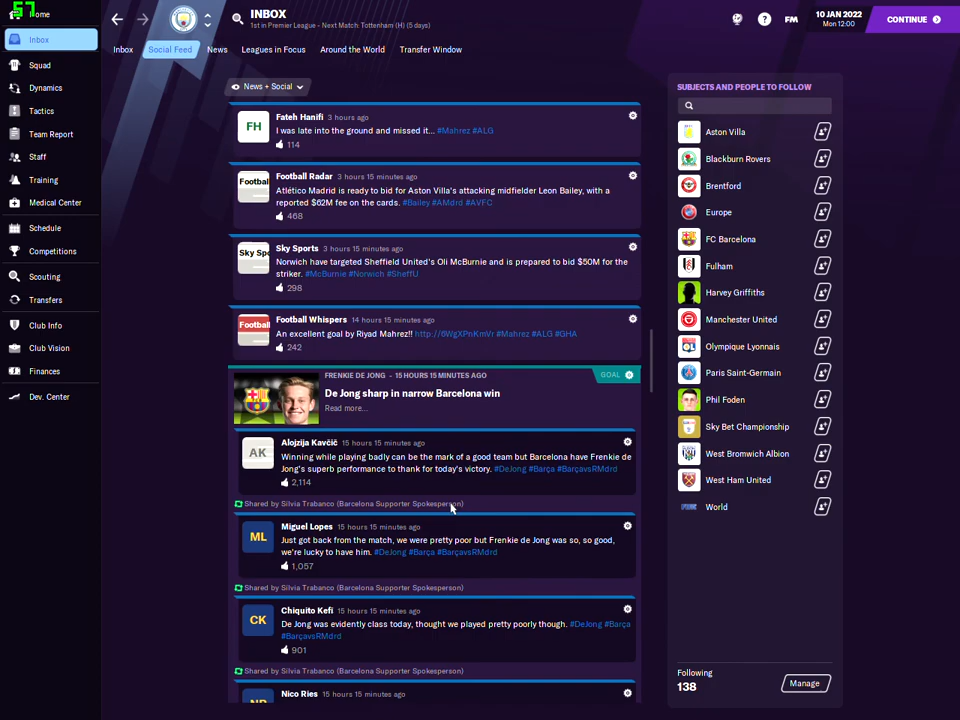 57
Home
INBOX
1st in Premier League - Next Match: Tottenham (H) (5 days)
FM
10 JAN 2022
Mon 12:00
CONTINUE
Inbox
Social Feed
News
Leagues in Focus
Around the World
Transfer Window
Inbox
Squad
Dynamics
Tactics
Team Report
Staff
Training
Medical Center
Schedule
Competitions
Scouting
Transfers
Club Info
Club Vision
Finances
Dev. Center
News + Social
FH
Fateh Hanifi 3 hours ago
I was late into the ground and missed it... #Mahrez #ALG
114
Football
Football Radar 3 hours 15 minutes ago
Atlético Madrid is ready to bid for Aston Villa's attacking midfielder Leon Bailey, with a
reported $62M fee on the cards. #Bailey #AMdrd #AVFC
468
Sky Sp
Sky Sports 3 hours 15 minutes ago
Norwich have targeted Sheffield United's Oli McBurnie and is prepared to bid $50M for the
striker. #McBurnie #Norwich #SheffU
298
Football
Football Whispers 14 hours 15 minutes ago
An excellent goal by Riyad Mahrez!! http://6WgXPnKmVr #Mahrez #ALG #GHA
242
FRENKIE DE JONG - 15 HOURS 15 MINUTES AGO
GOAL
De Jong sharp in narrow Barcelona win
Read more...
AK
Alojzija Kavčič 15 hours 15 minutes ago
Winning while playing badly can be the mark of a good team but Barcelona have Frenkie de
Jong's superb performance to thank for today's victory. #DeJong #Barça #BarçavsRMdrd
2,114
Shared by Silvia Trabanco (Barcelona Supporter Spokesperson)
ML
Miguel Lopes 15 hours 15 minutes ago
Just got back from the match, we were pretty poor but Frenkie de Jong was so, so good,
we're lucky to have him. #DeJong #Barça #BarçavsRMdrd
1,057
Shared by Silvia Trabanco (Barcelona Supporter Spokesperson)
CK
Chiquito Kefi 15 hours 15 minutes ago
De Jong was evidently class today, thought we played pretty poorly though. #DeJong #Barça
#BarçavsRMdrd
901
Shared by Silvia Trabanco (Barcelona Supporter Spokesperson)
Nico Ries 15 hours 15 minutes ago
SUBJECTS AND PEOPLE TO FOLLOW
Aston Villa
Blackburn Rovers
Brentford
Europe
FC Barcelona
Fulham
Harvey Griffiths
Manchester United
Olympique Lyonnais
Paris Saint-Germain
Phil Foden
Sky Bet Championship
West Bromwich Albion
West Ham United
World
Following
138
Manage